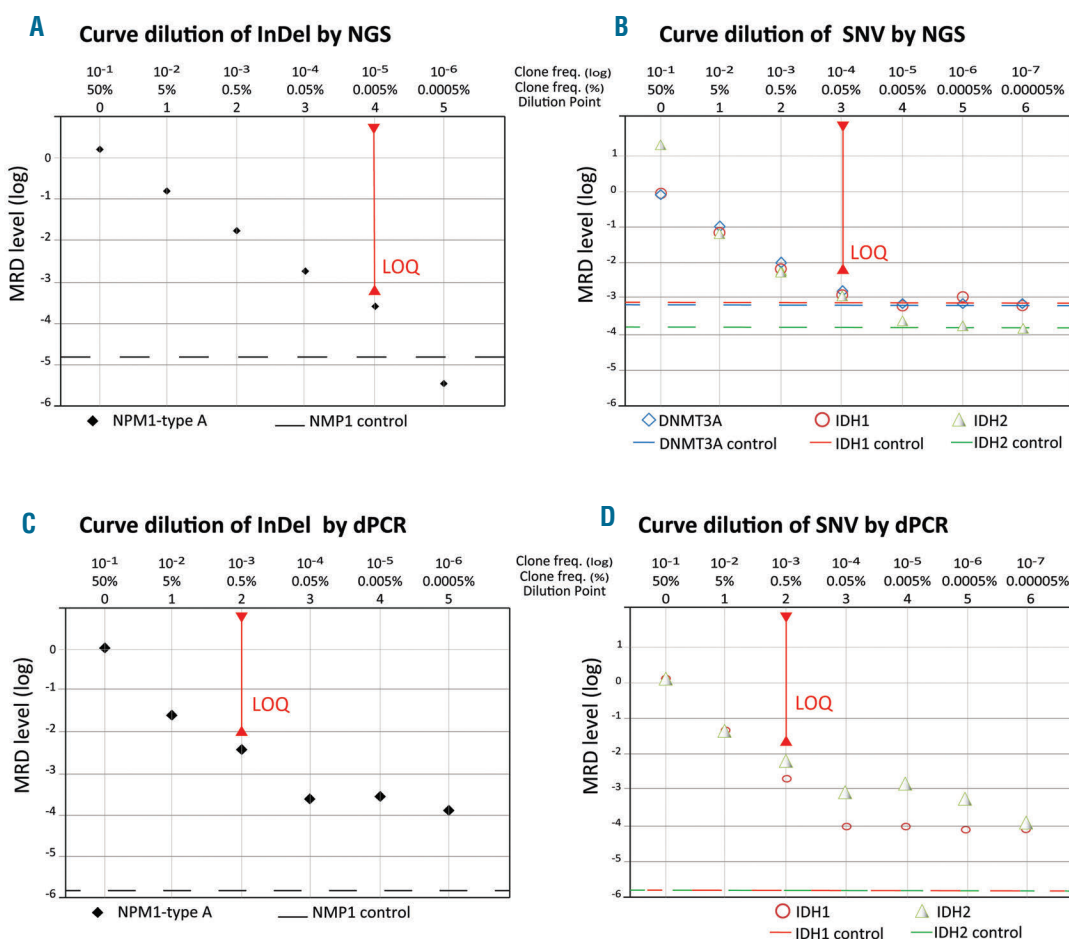 A Curve dilution of InDel by NGS
10-1 10-2 10-3 10-4 10-5 10-6 Clone freq. (log)
50% 5% 0.5% 0.05% 0.005% 0.0005% Clone freq. (%)
0 1 2 3 4 5 Dilution Point
MRD level (log)
0
-1
-2
-3
-4
-5
-6
LOQ
NPM1-type A NMP1 control
B Curve dilution of SNV by NGS
10-1 10-2 10-3 10-4 10-5 10-6 10-7
50% 5% 0.5% 0.05% 0.005% 0.0005% 0.00005%
0 1 2 3 4 5 6
MRD level (log)
1
0
-1
-2
-3
-4
-5
-6
LOQ
DNMT3A IDH1 IDH2
DNMT3A control IDH1 control IDH2 control
C Curve dilution of InDel by dPCR
10-1 10-2 10-3 10-4 10-5 10-6 Clone freq. (log)
50% 5% 0.5% 0.05% 0.005% 0.0005% Clone freq. (%)
0 1 2 3 4 5 Dilution Point
MRD level (log)
0
-1
-2
-3
-4
-5
-6
LOQ
NPM1-type A NMP1 control
D Curve dilution of SNV by dPCR
10-1 10-2 10-3 10-4 10-5 10-6 10-7
50% 5% 0.5% 0.05% 0.005% 0.0005% 0.00005%
0 1 2 3 4 5 6
MRD level (log)
1
0
-1
-2
-3
-4
-5
-6
LOQ
IDH1 IDH2
IDH1 control IDH2 control